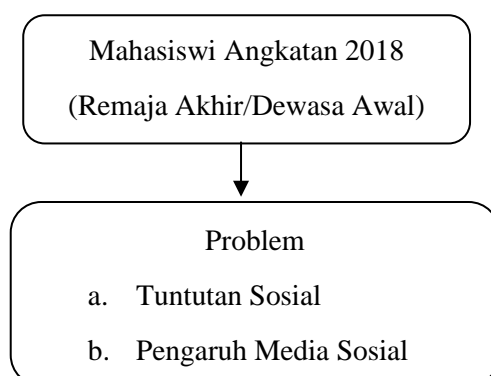 Mahasiswi Angkatan 2018
(Remaja Akhir/Dewasa Awal)
Problem
a. Tuntutan Sosial
b. Pengaruh Media Sosial